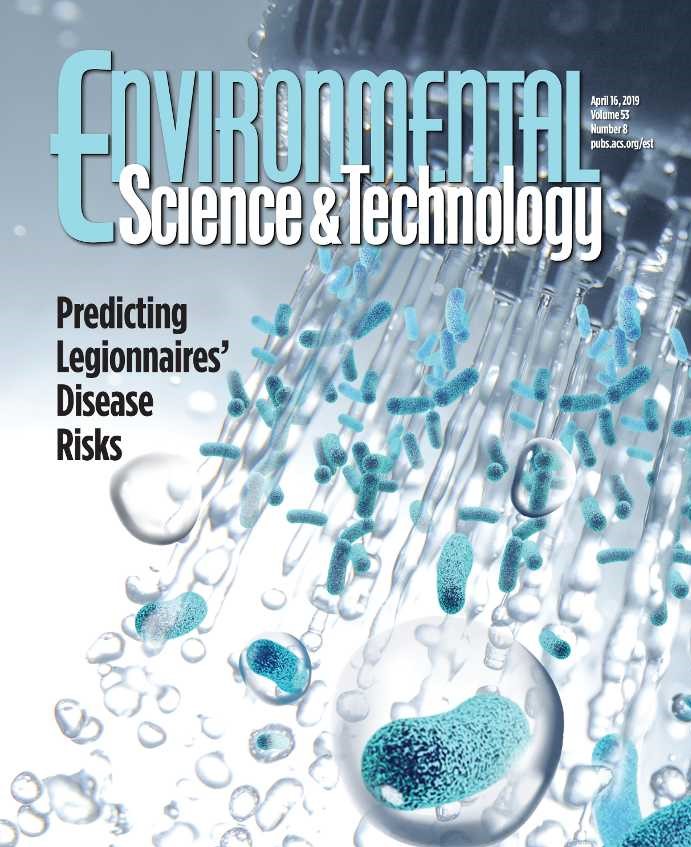 Environmental
Science & Technology
April 16, 2019
Volume 53
Number 8
pubs.acs.org/est
Predicting
Legionnaires’
Disease
Risks